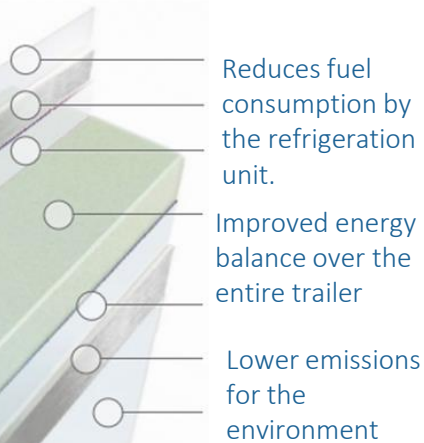 Reduces fuel
consumption by
the refrigeration
unit.
Improved energy
balance over the
entire trailer
Lower emissions
for the
environment